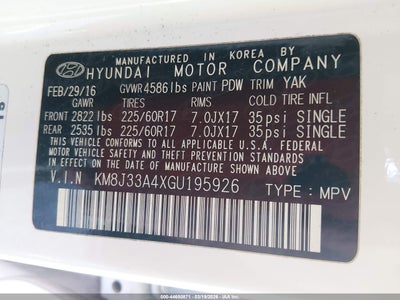 MANUFACTURED IN KOREA BY
HYUNDAI MOTOR COMPANY
FEB/29/16 GVWR 4586lbs PAINT PDW TRIM YAK
GAWR TIRES RIMS COLD TIRE INFL
FRONT 2822 lbs 225/60R17 7.0JX17 35psi SINGLE
REAR 2535 lbs 225/60R17 7.0JX17 35psi SINGLE
THIS VEHICLE CONFORMS TO ALL APPLICABLE
FEDERAL MOTOR VEHICLE SAFETY AND THEFT
PREVENTION STANDARDS IN EFFECT ON THE DATE
OF MANUFACTURE SHOWN ABOVE.
V.I.N KM8J33A4XGU195926 TYPE : MPV